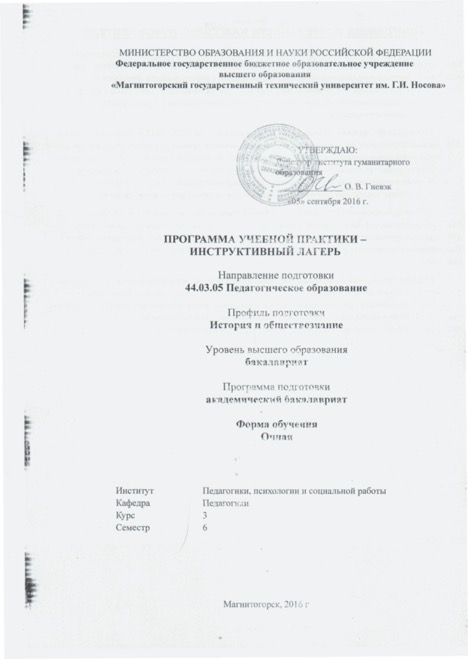 МИНИСТЕРСТВО ОБРАЗОВАНИЯ И НАУКИ РОССИЙСКОЙ ФЕДЕРАЦИИ
Федеральное государственное бюджетное образовательное учреждение
высшего образования
«Магнитогорский государственный технический университет им. Г.И. Носова»
УТВЕРЖДАЮ:
института гуманитарного
образования
О. В. Гневэк
«05» сентября 2016 г.
ПРОГРАММА УЧЕБНОЙ ПРАКТИКИ –
ИНСТРУКТИВНЫЙ ЛАГЕРЬ
Направление подготовки
44.03.05 Педагогическое образование
Профиль подготовки
История и обществознание
Уровень высшего образования
бакалавриат
Программа подготовки
академический бакалавриат
Форма обучения
Очная
Институт Педагогики, психологии и социальной работы
Кафедра Педагогики
Курс 3
Семестр 6
Магнитогорск, 2016 г